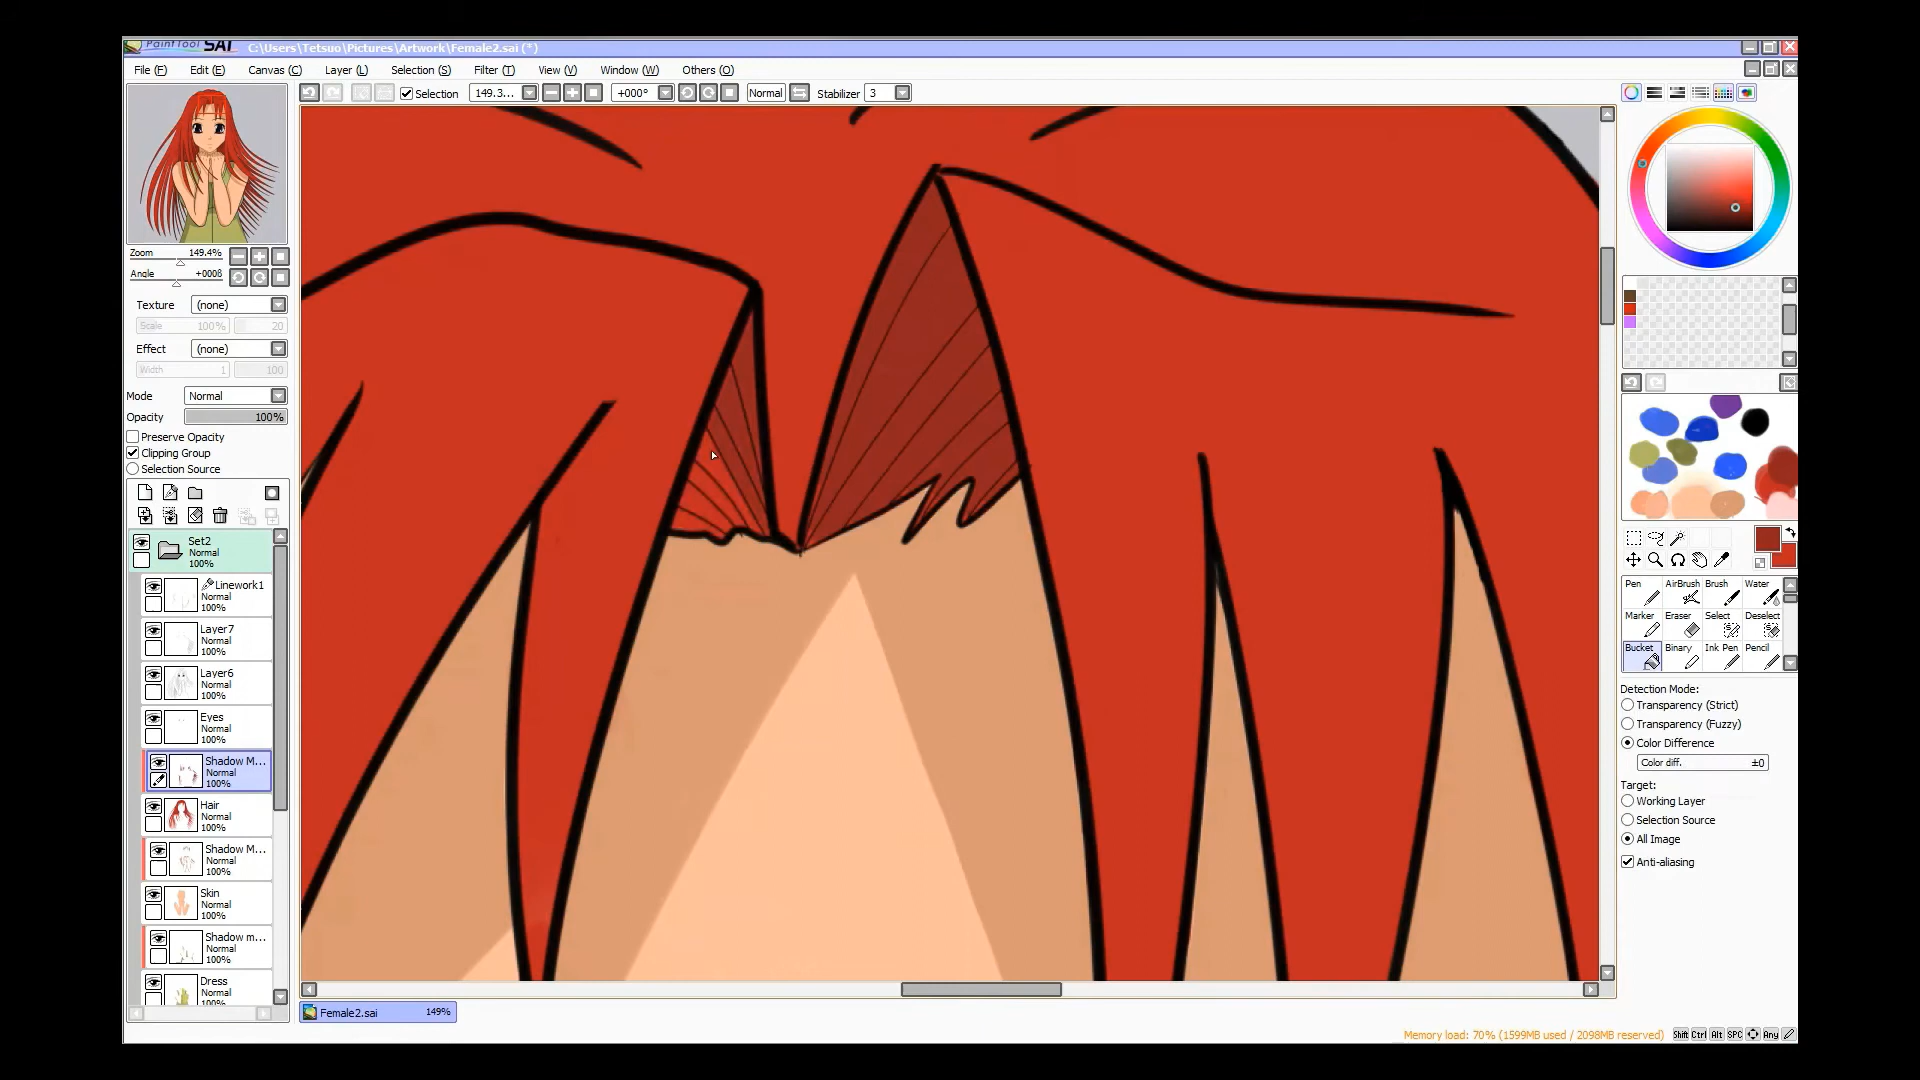 PaintTool SAI C:\Users\Tetsuo\Pictures\Artwork\Female2.sai (*)
File (F) Edit (E) Canvas (C) Layer (L) Selection (S) Filter (T) View (V) Window (W) Others (O)
Selection 149.3... +000° Normal Stabilizer 3
Zoom 149.4%
Angle +000ß
Texture (none)
Scale 100% 20
Effect (none)
Width 1 100
Mode Normal
Opacity 100%
Preserve Opacity
Clipping Group
Selection Source
Set2
Normal
100%
Linework1
Normal
100%
Layer7
Normal
100%
Layer6
Normal
100%
Eyes
Normal
100%
Shadow M...
Normal
100%
Hair
Normal
100%
Shadow M...
Normal
100%
Skin
Normal
100%
Shadow m...
Normal
100%
Dress
Normal
100%
Pen AirBrush Brush Water
Marker Eraser Select Deselect
Bucket Binary Ink Pen Pencil
Detection Mode:
Transparency (Strict)
Transparency (Fuzzy)
Color Difference
Color diff. ±0
Target:
Working Layer
Selection Source
All Image
Anti-aliasing
Female2.sai 149%
Memory load: 70% (1599MB used / 2098MB reserved) Shift Ctrl Alt SPC Any